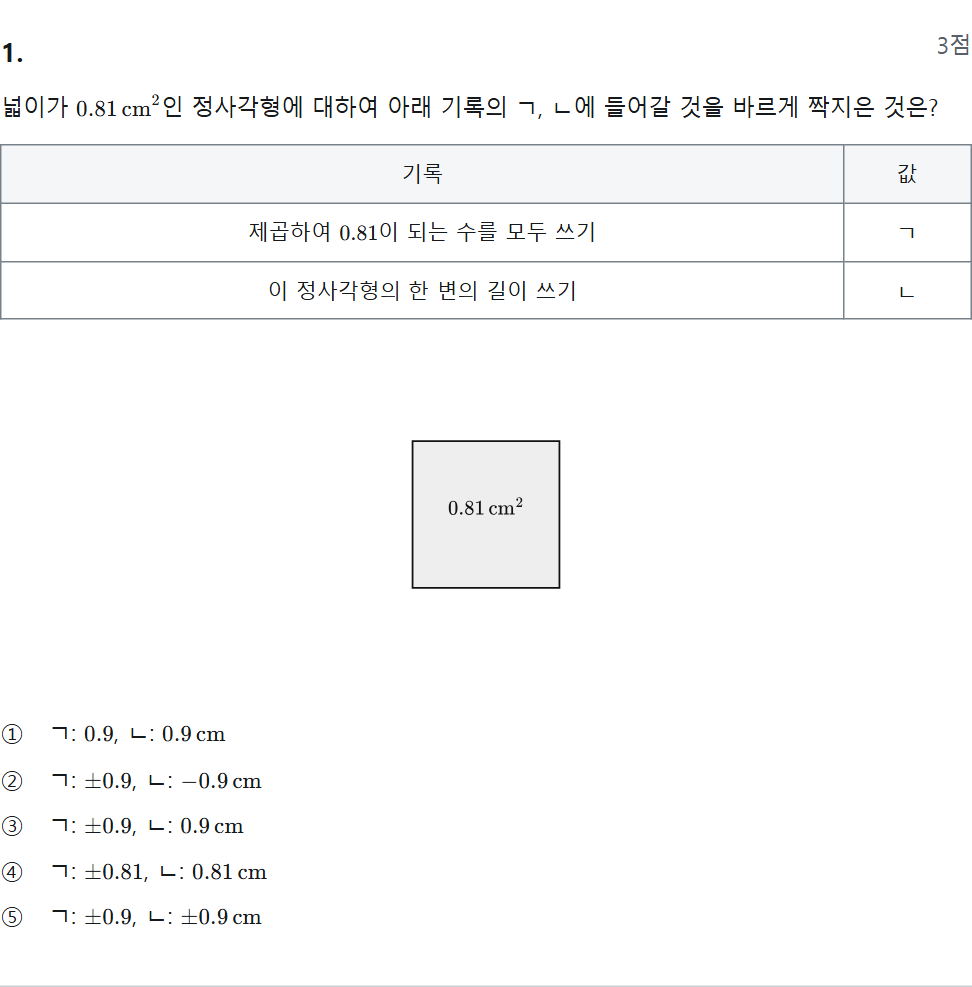 3점
1.
넓이가 0.81 cm²인 정사각형에 대하여 아래 기록의 ㄱ, ㄴ에 들어갈 것을 바르게 짝지은 것은?
기록 값
제곱하여 0.81이 되는 수를 모두 쓰기 ㄱ
이 정사각형의 한 변의 길이 쓰기 ㄴ
0.81 cm²
① ㄱ: 0.9, ㄴ: 0.9 cm
② ㄱ: ±0.9, ㄴ: −0.9 cm
③ ㄱ: ±0.9, ㄴ: 0.9 cm
④ ㄱ: ±0.81, ㄴ: 0.81 cm
⑤ ㄱ: ±0.9, ㄴ: ±0.9 cm